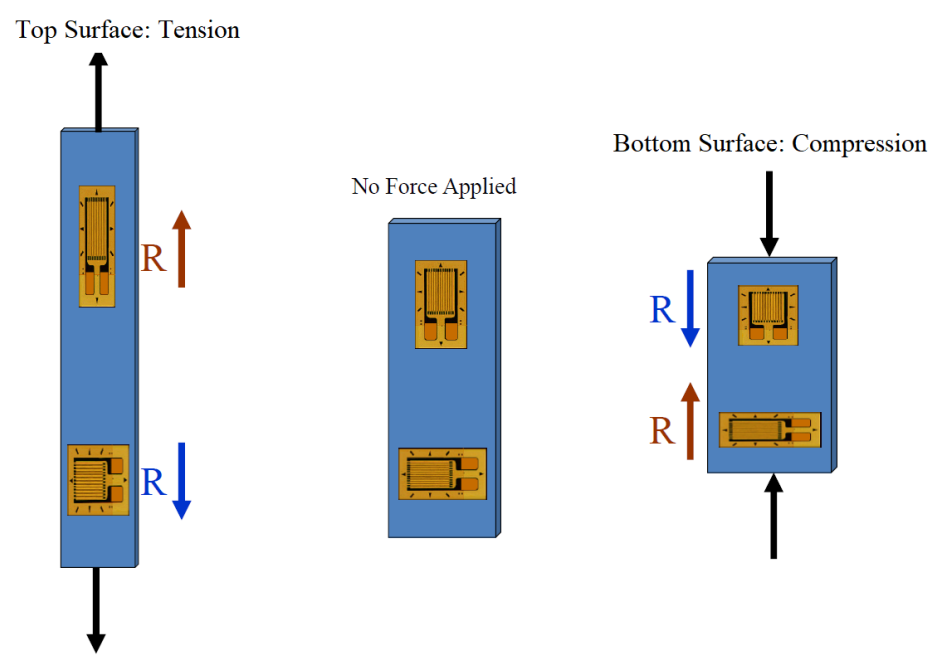 Top Surface: Tension
No Force Applied
Bottom Surface: Compression
R
R
R
R